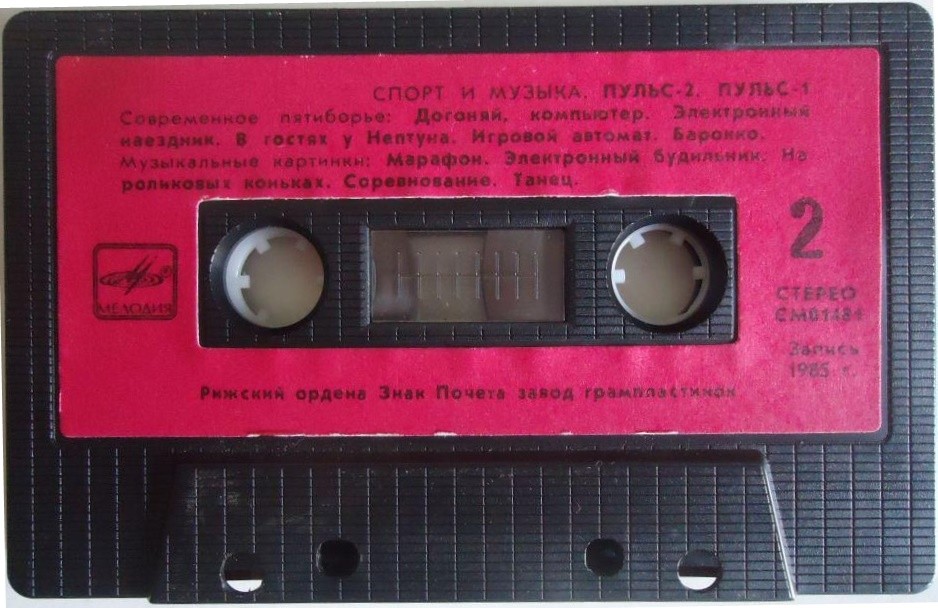 СПОРТ И МУЗЫКА. ПУЛЬС-2. ПУЛЬС-1
Современное пятиборье: Догоняй, компьютер. Электронный
наездник. В гостях у Нептуна. Игровой автомат. Барокко.
Музыкальные картинки: Марафон. Электронный будильник. На
роликовых коньках. Соревнование. Танец.
2
МЕЛОДИЯ
СТЕРЕО
СМ01484
Запись
1985 г.
Рижский ордена Знак Почета завод грампластинок